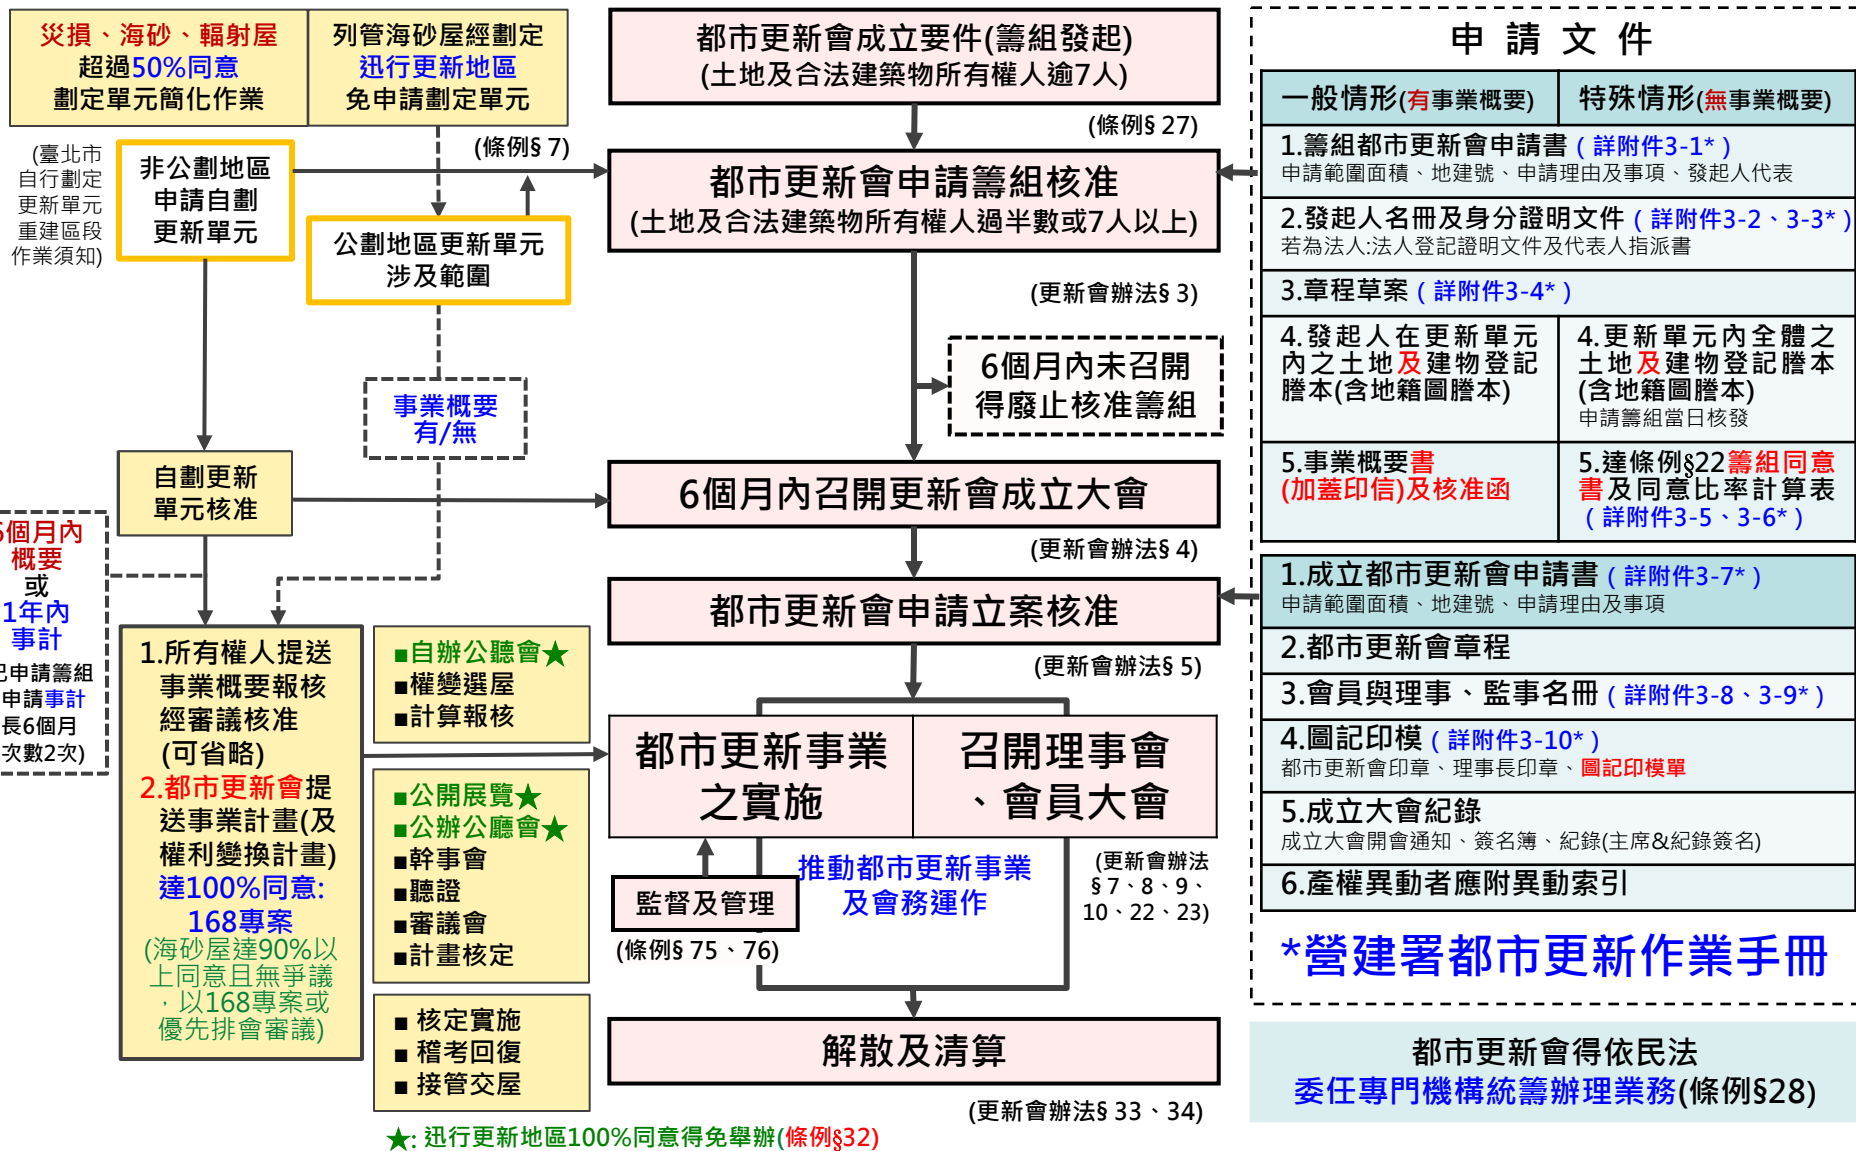 災損、海砂、輻射屋
超過50%同意
劃定單元簡化作業
列管海砂屋經劃定
迅行更新地區
免申請劃定單元
(臺北市
自行劃定
更新單元
重建區段
作業須知)
非公劃地區
申請自劃
更新單元
(條例§ 7)
公劃地區更新單元
涉及範圍
事業概要
有/無
自劃更新
單元核准
個月內
概要
或
1年內
事計
申請籌組
申請事計
長6個月
次數2次)
1.所有權人提送
事業概要報核
經審議核准
(可省略)
2.都市更新會提
送事業計畫(及
權利變換計畫)
達100%同意:
168專案
(海砂屋達90%以
上同意且無爭議
，以168專案或
優先排會審議)
■自辦公聽會★
■權變選屋
■計算報核
■公開展覽★
■公辦公廳會★
■幹事會
■聽證
■審議會
■計畫核定
■ 核定實施
■ 稽考回復
■ 接管交屋
★: 迅行更新地區100%同意得免舉辦(條例§32)
都市更新會成立要件(籌組發起)
(土地及合法建築物所有權人逾7人)
(條例§ 27)
都市更新會申請籌組核准
(土地及合法建築物所有權人過半數或7人以上)
(更新會辦法§ 3)
6個月內未召開
得廢止核准籌組
6個月內召開更新會成立大會
(更新會辦法§ 4)
都市更新會申請立案核准
(更新會辦法§ 5)
都市更新事業
之實施
召開理事會
、會員大會
監督及管理
(條例§ 75、76)
推動都市更新事業
及會務運作
(更新會辦法
§ 7、8、9、
10、22、23)
解散及清算
(更新會辦法§ 33、34)
申 請 文 件
一般情形(有事業概要)
特殊情形(無事業概要)
1.籌組都市更新會申請書（詳附件3-1*）
申請範圍面積、地建號、申請理由及事項、發起人代表
2.發起人名冊及身分證明文件（詳附件3-2、3-3*）
若為法人:法人登記證明文件及代表人指派書
3.章程草案（詳附件3-4*）
4.發起人在更新單元
內之土地及建物登記
謄本(含地籍圖謄本)
4.更新單元內全體之
土地及建物登記謄本
(含地籍圖謄本)
申請籌組當日核發
5.事業概要書
(加蓋印信)及核准函
5.達條例§22籌組同意
書及同意比率計算表
（詳附件3-5、3-6*）
1.成立都市更新會申請書（詳附件3-7*）
申請範圍面積、地建號、申請理由及事項
2.都市更新會章程
3.會員與理事、監事名冊（詳附件3-8、3-9*）
4.圖記印模（詳附件3-10*）
都市更新會印章、理事長印章、圖記印模單
5.成立大會紀錄
成立大會開會通知、簽名簿、紀錄(主席&紀錄簽名)
6.產權異動者應附異動索引
*營建署都市更新作業手冊
都市更新會得依民法
委任專門機構統籌辦理業務(條例§28)